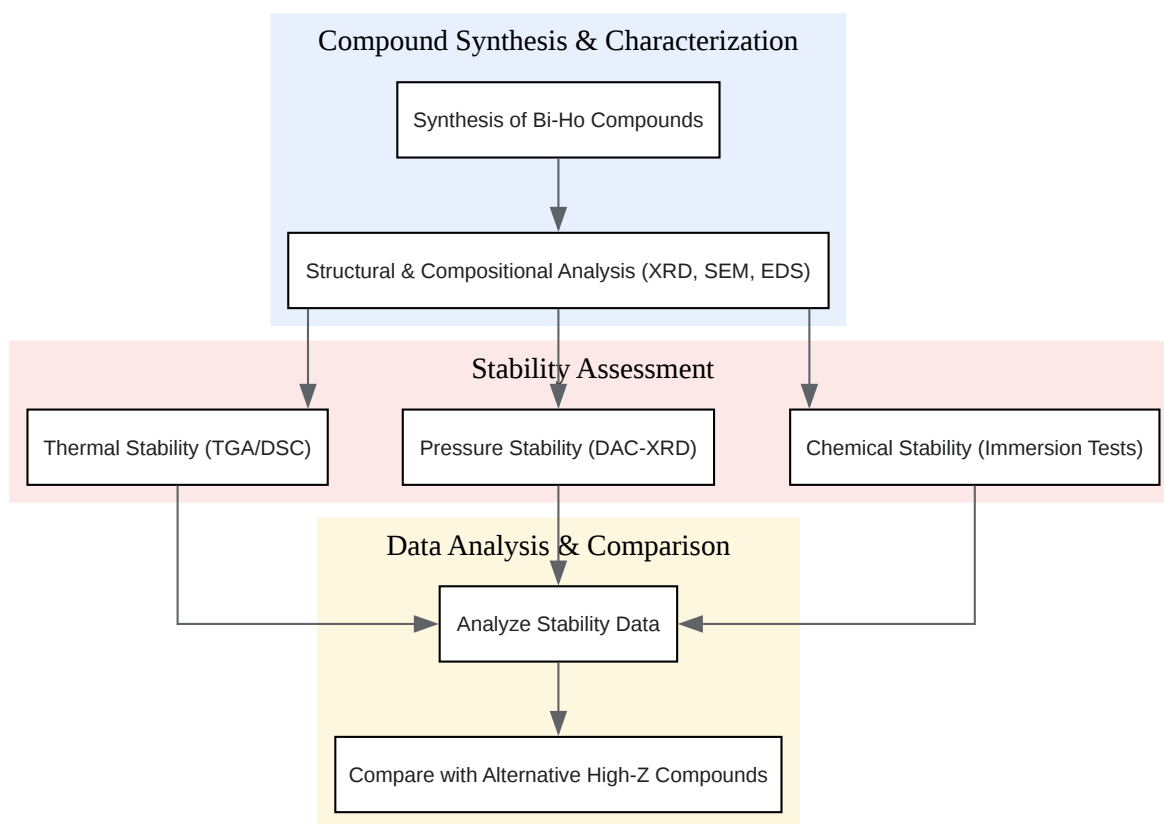 Compound Synthesis & Characterization
Synthesis of Bi-Ho Compounds
Structural & Compositional Analysis (XRD, SEM, EDS)
Stability Assessment
Thermal Stability (TGA/DSC)
Pressure Stability (DAC-XRD)
Chemical Stability (Immersion Tests)
Data Analysis & Comparison
Analyze Stability Data
Compare with Alternative High-Z Compounds